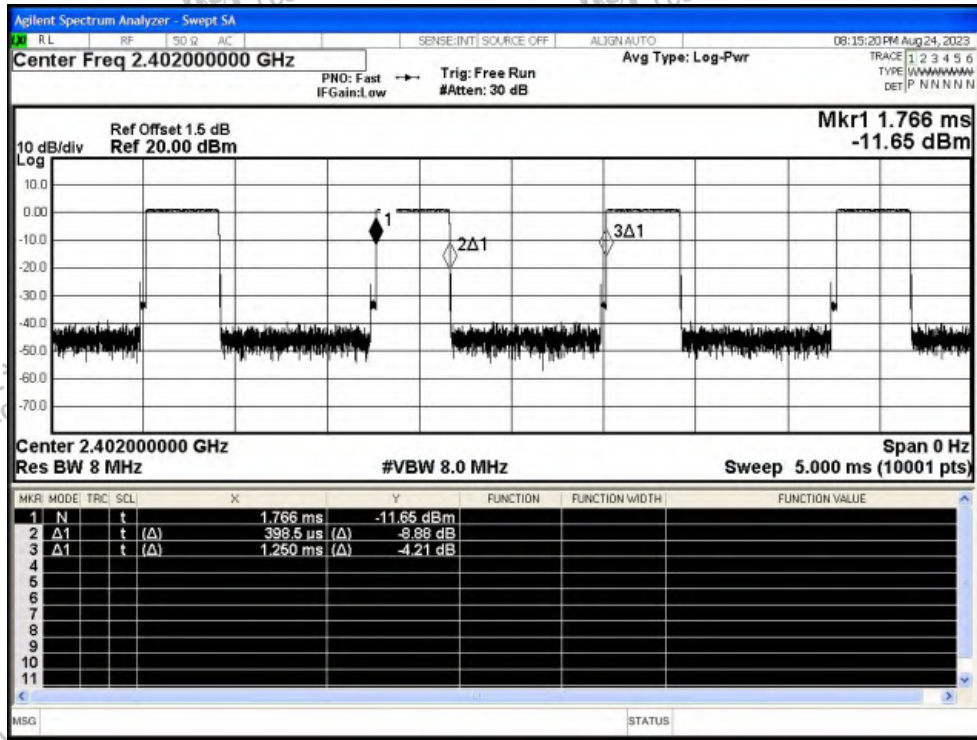 Agilent Spectrum Analyzer - Swept SA
LXI RL RF 50 Ω AC SENSE:INT SOURCE OFF ALIGN AUTO 08:15:20 PM Aug 24, 2023
Center Freq 2.402000000 GHz Avg Type: Log-Pwr TRACE 1 2 3 4 5 6
PNO: Fast Trig: Free Run TYPE WWWWWW
IFGain:Low #Atten: 30 dB DET P N N N N N
Mkr1 1.766 ms
Ref Offset 1.5 dB
10 dB/div Ref 20.00 dBm -11.65 dBm
Log
10.0
0.00
1
-10.0
2Δ1
3Δ1
-20.0
-30.0
-40.0
-50.0
-60.0
-70.0
Center 2.402000000 GHz Span 0 Hz
Res BW 8 MHz #VBW 8.0 MHz Sweep 5.000 ms (10001 pts)
MKR MODE TRC SCL X Y FUNCTION FUNCTION WIDTH FUNCTION VALUE
1 N t 1.766 ms -11.65 dBm
2 Δ1 t (Δ) 398.5 µs (Δ) -8.88 dB
3 Δ1 t (Δ) 1.250 ms (Δ) -4.21 dB
4
5
6
7
8
9
10
11
MSG STATUS